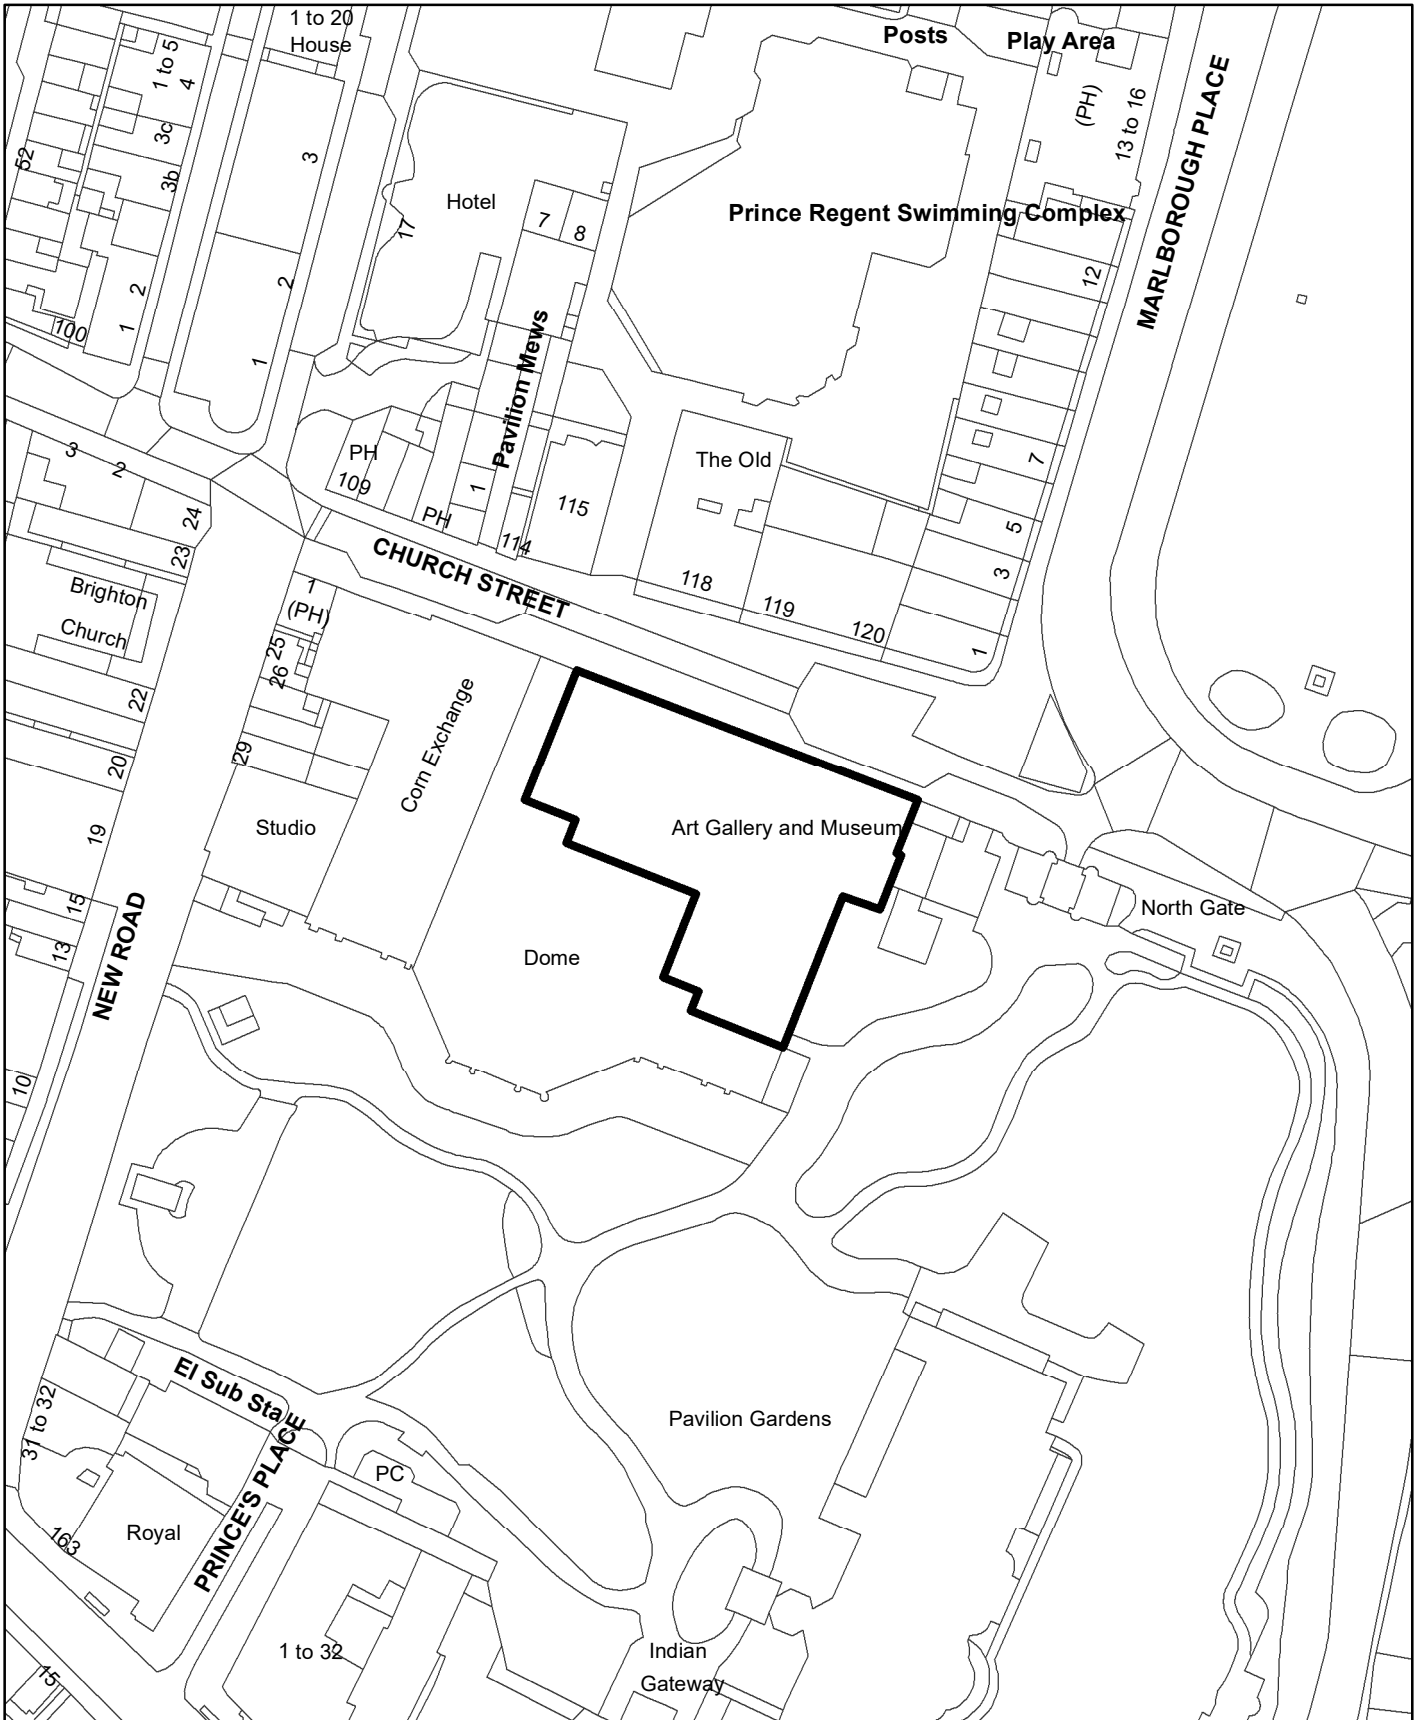 1 to 20
House
Posts
Play Area
1 to 5
4
3c
3b
52
3
(PH)
13 to 16
MARLBOROUGH PLACE
Hotel
17
7
8
Prince Regent Swimming Complex
12
2
1
100
2
1
Pavilion Mews
3
2
PH
109
1
PH
114
115
The Old
7
5
3
1
24
23
CHURCH STREET
118
119
120
Brighton
Church
1
(PH)
25
26
22
29
20
19
Corn Exchange
Studio
Art Gallery and Museum
15
13
NEW ROAD
Dome
North Gate
10
El Sub Sta
31 to 32
PRINCE'S PLACE
Pavilion Gardens
PC
Royal
163
1 to 32
15
Indian
Gateway